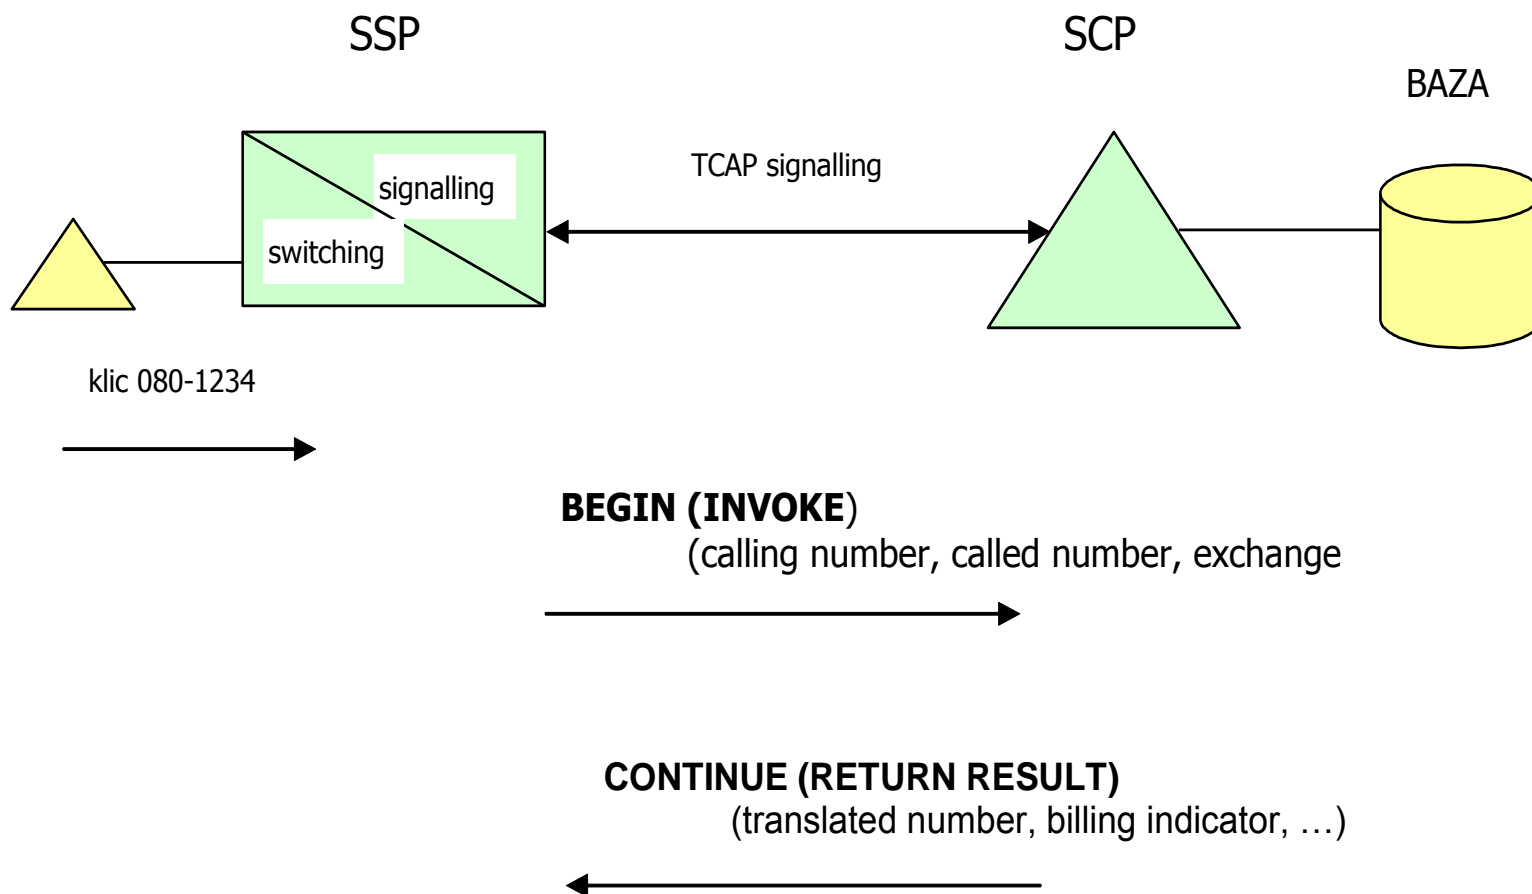 SSP
SCP
BAZA
TCAP signalling
signalling
switching
klic 080-1234
BEGIN (INVOKE)
(calling number, called number, exchange
CONTINUE (RETURN RESULT)
(translated number, billing indicator, …)